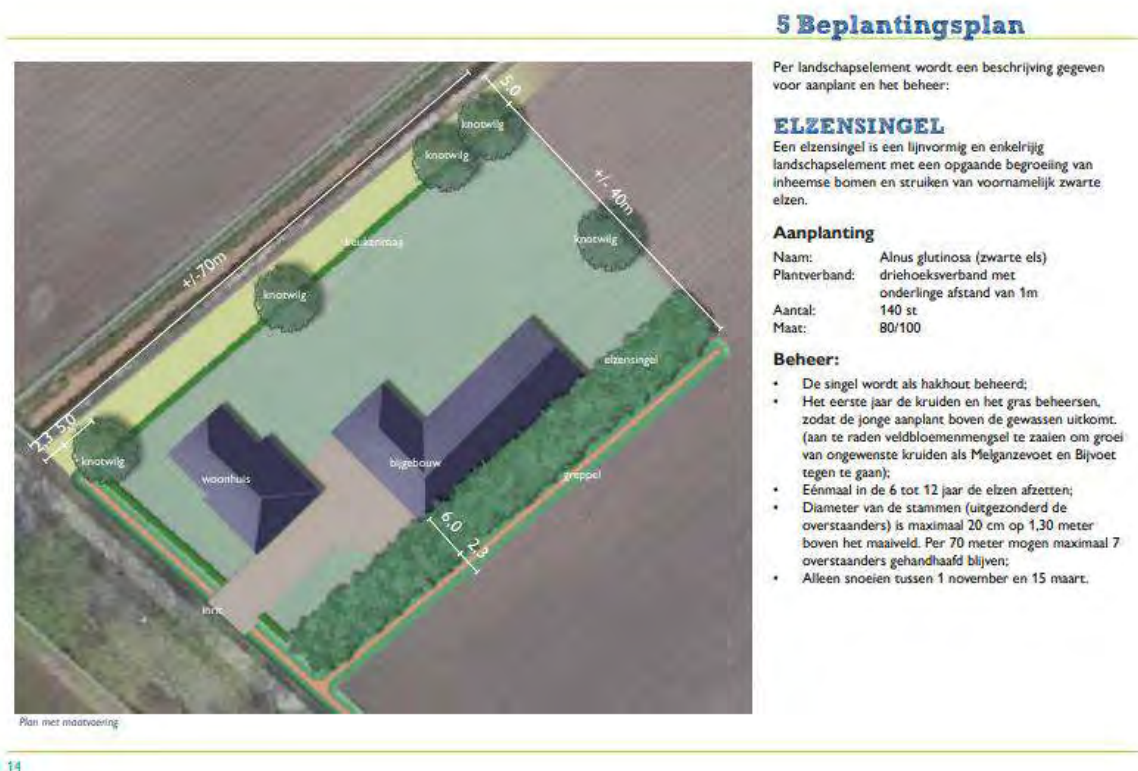 5 Beplantingsplan
Per landschapselement wordt een beschrijving gegeven
voor aanplant en het beheer:
ELZENSINGEL
Een elzensingel is een lijnvormig en enkelrijig
landschapselement met een opgaande begroeiing van
inheemse bomen en struiken van voornamelijk zwarte
elzen.
Aanplanting
Naam: Alnus glutinosa (zwarte els)
Plantverband: driehoeksverband met
onderlinge afstand van 1m
Aantal: 140 st
Maat: 80/100
Beheer:
• De singel wordt als hakhout beheerd;
• Het eerste jaar de kruiden en het gras beheersen,
zodat de jonge aanplant boven de gewassen uitkomt.
(aan te raden veldbloemenmengsel te zaaien om groei
van ongewenste kruiden als Melganzevoet en Bijvoet
tegen te gaan);
• Eénmaal in de 6 tot 12 jaar de elzen afzetten;
• Diameter van de stammen (uitgezonderd de
overstaanders) is maximaal 20 cm op 1,30 meter
boven het maaiveld. Per 70 meter mogen maximaal 7
overstaanders gehandhaafd blijven;
• Alleen snoeien tussen 1 november en 15 maart.
5,0
knotwilg
knotwilg
+/- 40m
knotwilg
beukenhaag
+/-70m
knotwilg
elzensingel
2,3 5,0
knotwilg
woonhuis
bijgebouw
greppel
6,0
2,3
inrit
Plan met maatvoering
14